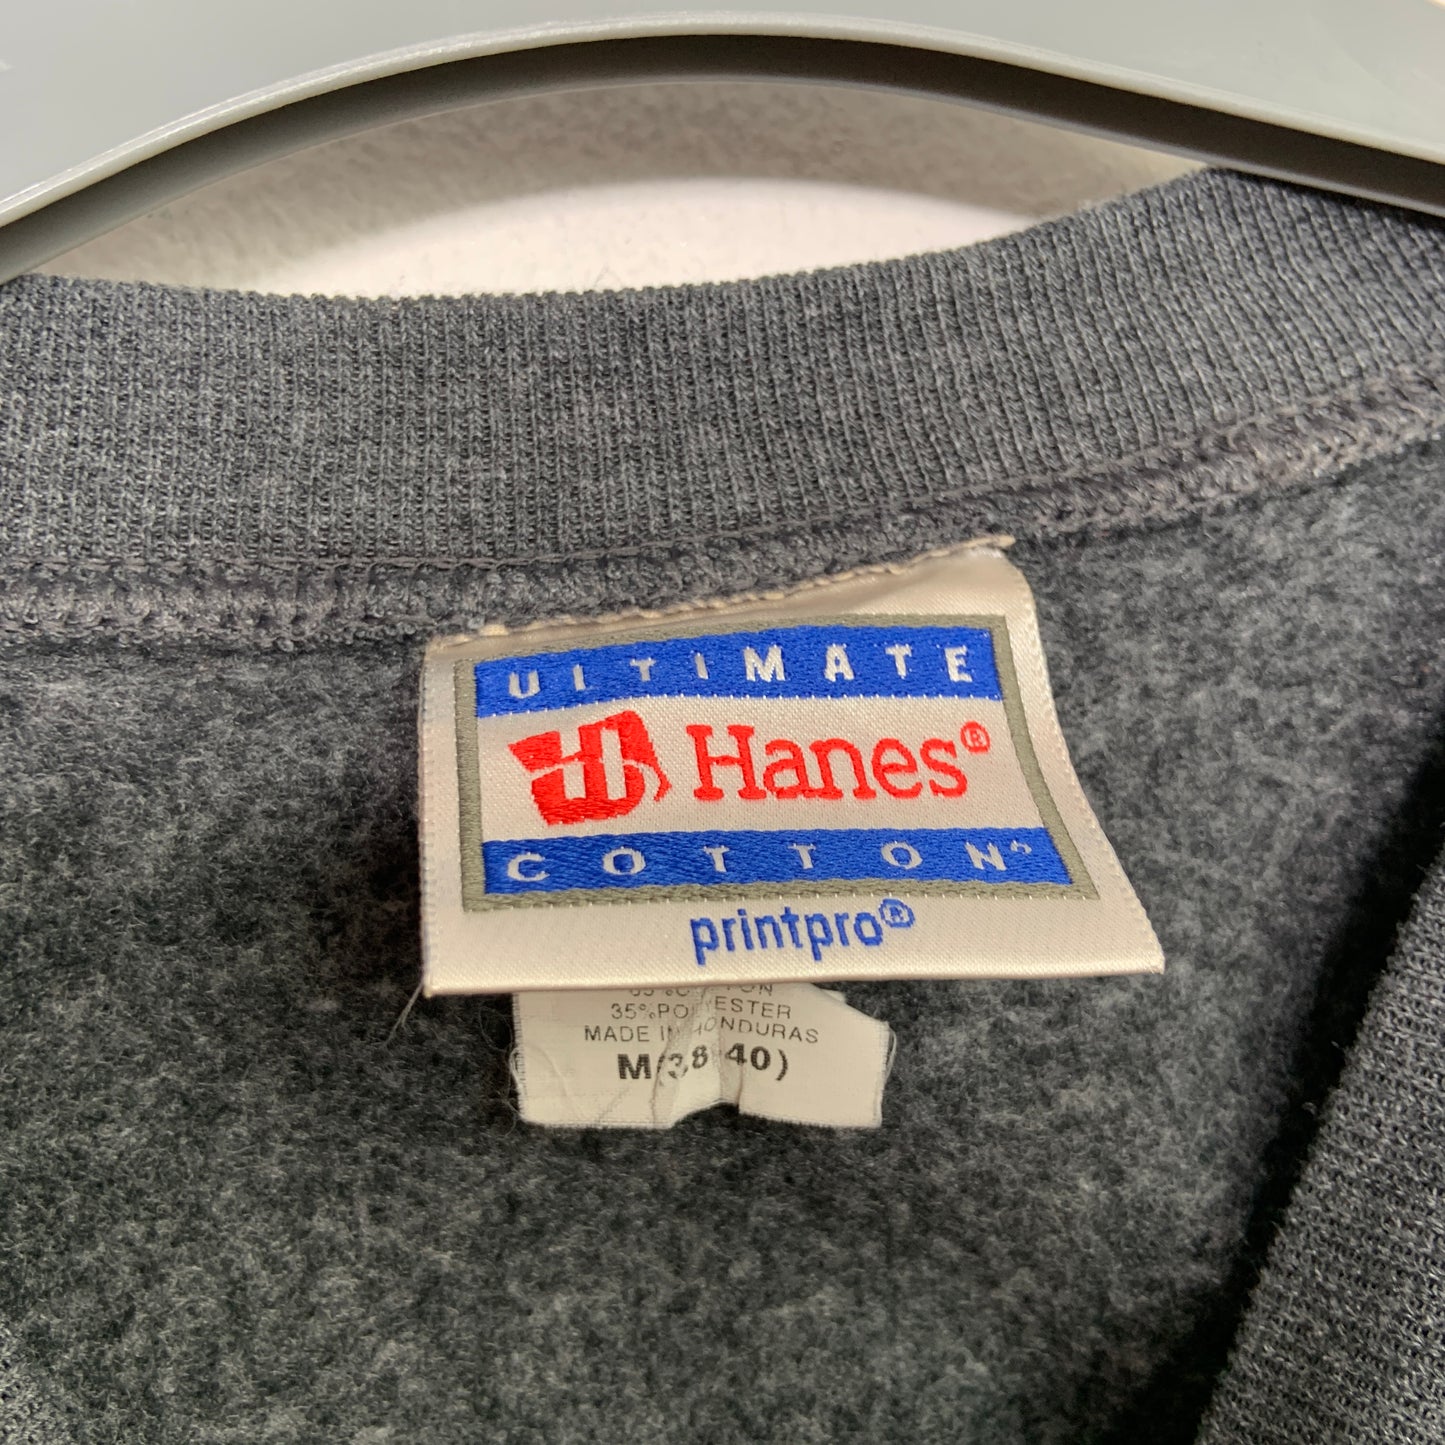 ULTIMATE
Hanes®
COTTON
printpro®
35%POLYESTER
MADE IN HONDURAS
M(38-40)